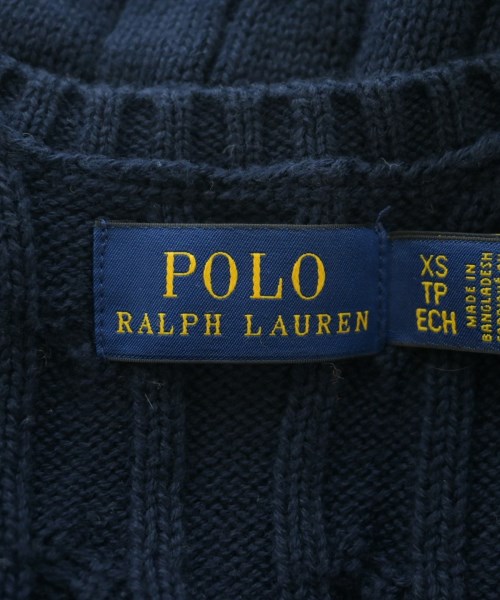 POLO
RALPH LAUREN
XS
TP
ECH
MADE IN
BANGLADESH